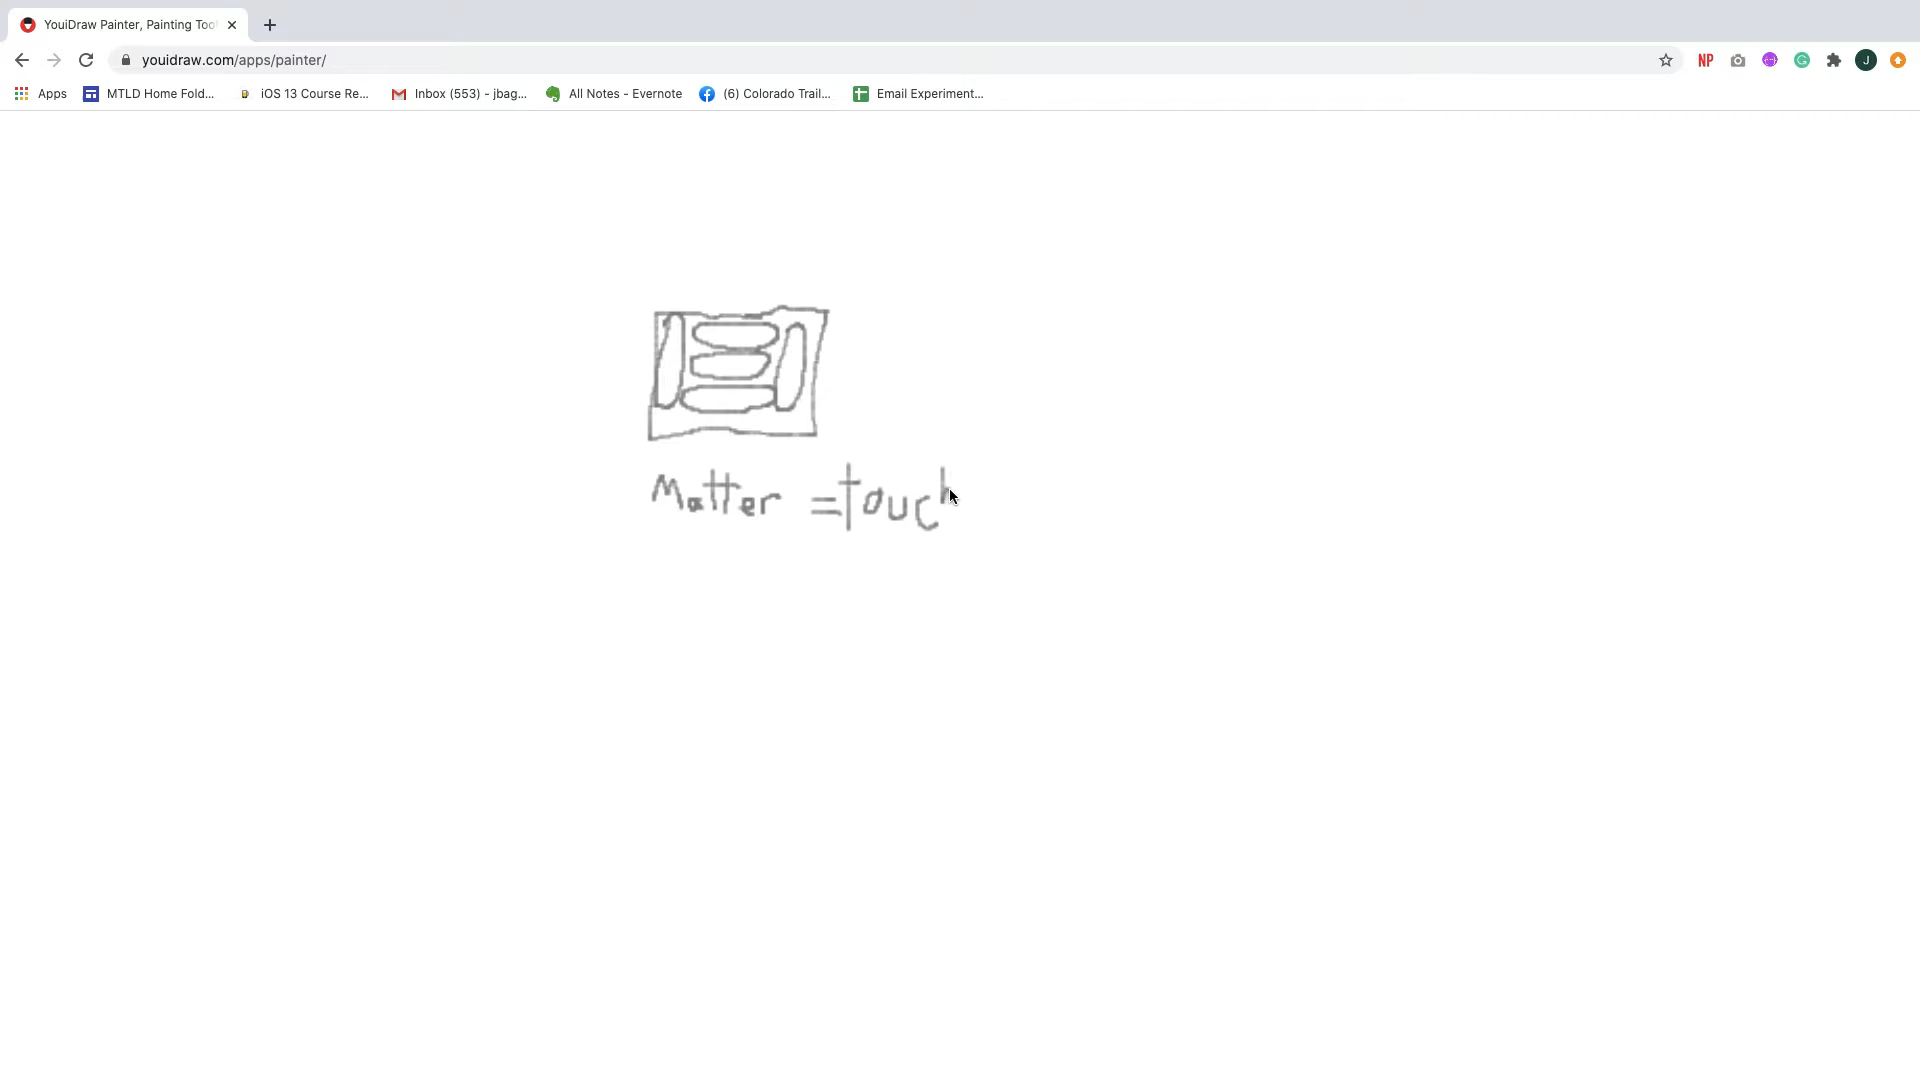 YouiDraw Painter, Painting Too
youidraw.com/apps/painter/
NP
J
Apps
MTLD Home Fold...
iOS 13 Course Re...
Inbox (553) - jbag...
All Notes - Evernote
(6) Colorado Trail...
Email Experiment...
Matter = touch